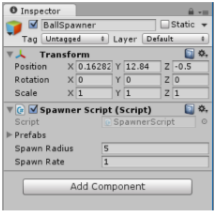 Inspector
BallSpawner Static
Tag Untagged Layer Default
Transform
Position X 0.16282 Y 12.84 Z -0.5
Rotation X 0 Y 0 Z 0
Scale X 1 Y 1 Z 1
Spawner Script (Script)
Script SpawnerScript
Prefabs
Spawn Radius 5
Spawn Rate 1
Add Component